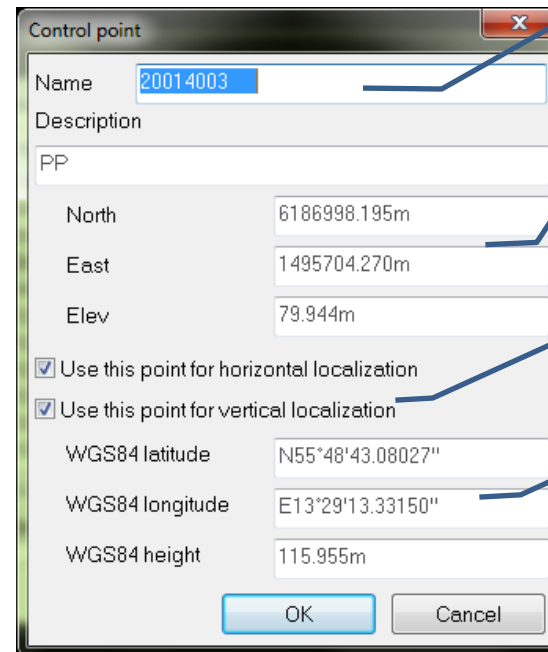 Control point
Name 20014003
Description
PP
North 6186998.195m
East 1495704.270m
Elev 79.944m
Use this point for horizontal localization
Use this point for vertical localization
WGS84 latitude N55°48'43.08027"
WGS84 longitude E13°29'13.33150"
WGS84 height 115.955m
OK Cancel